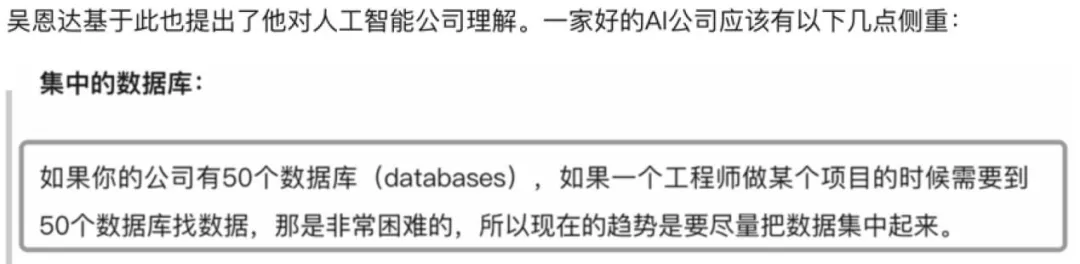 吴恩达基于此也提出了他对人工智能公司理解。一家好的AI公司应该有以下几点侧重：
集中的数据库：
如果你的公司有50个数据库（databases），如果一个工程师做某个项目的时候需要到
50个数据库找数据，那是非常困难的，所以现在的趋势是要尽量把数据集中起来。